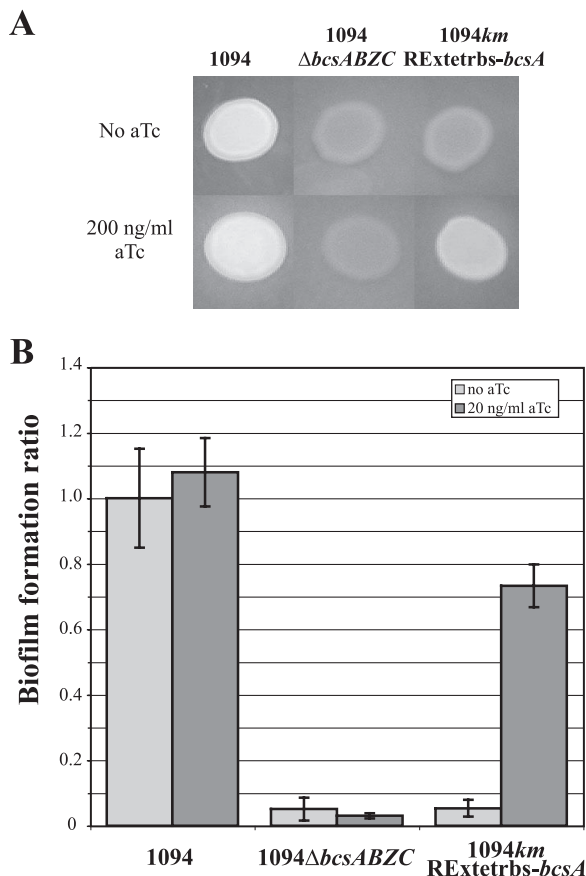 A
1094
1094
ΔbcsABZC
1094km
RExtetrbs-bcsA
No aTc
200 ng/ml
aTc
B
1.4
1.2
1.0
0.8
0.6
0.4
0.2
0
Biofilm formation ratio
no aTc
20 ng/ml aTc
1094
1094ΔbcsABZC
1094km
RExtetrbs-bcsA